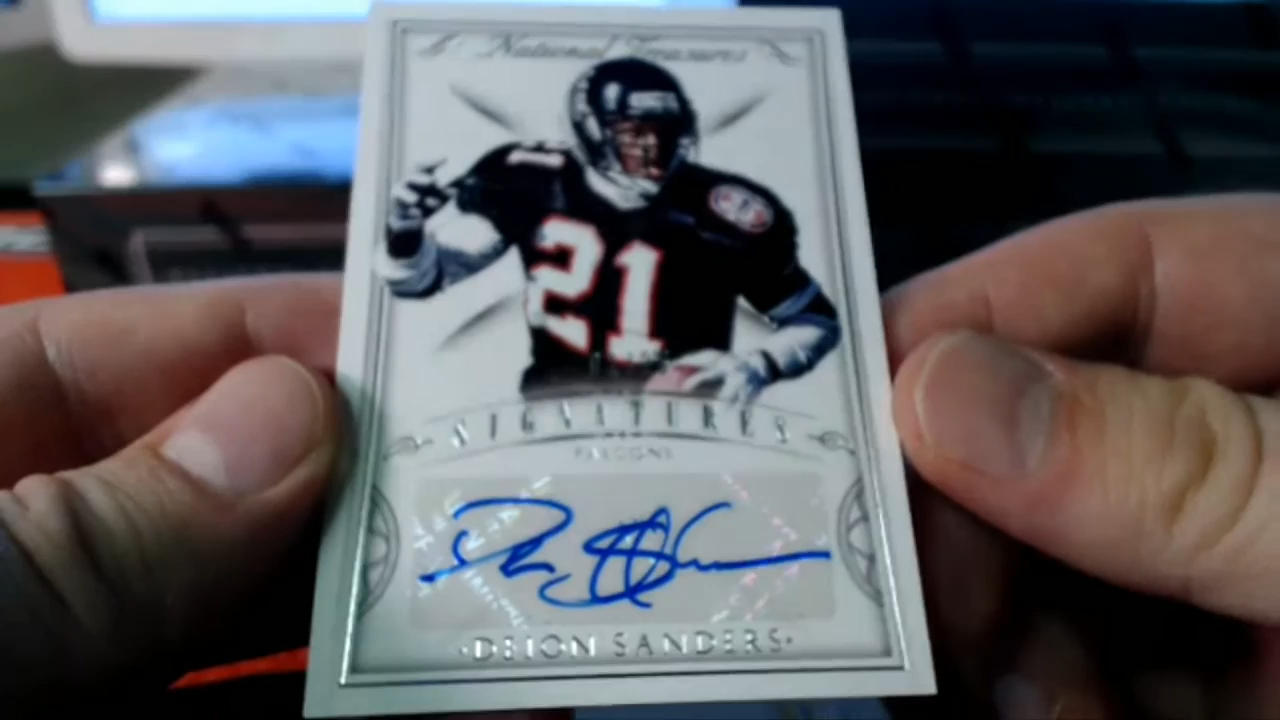 National Treasures
21
SIGNATURES
FALCONS
DEION SANDERS